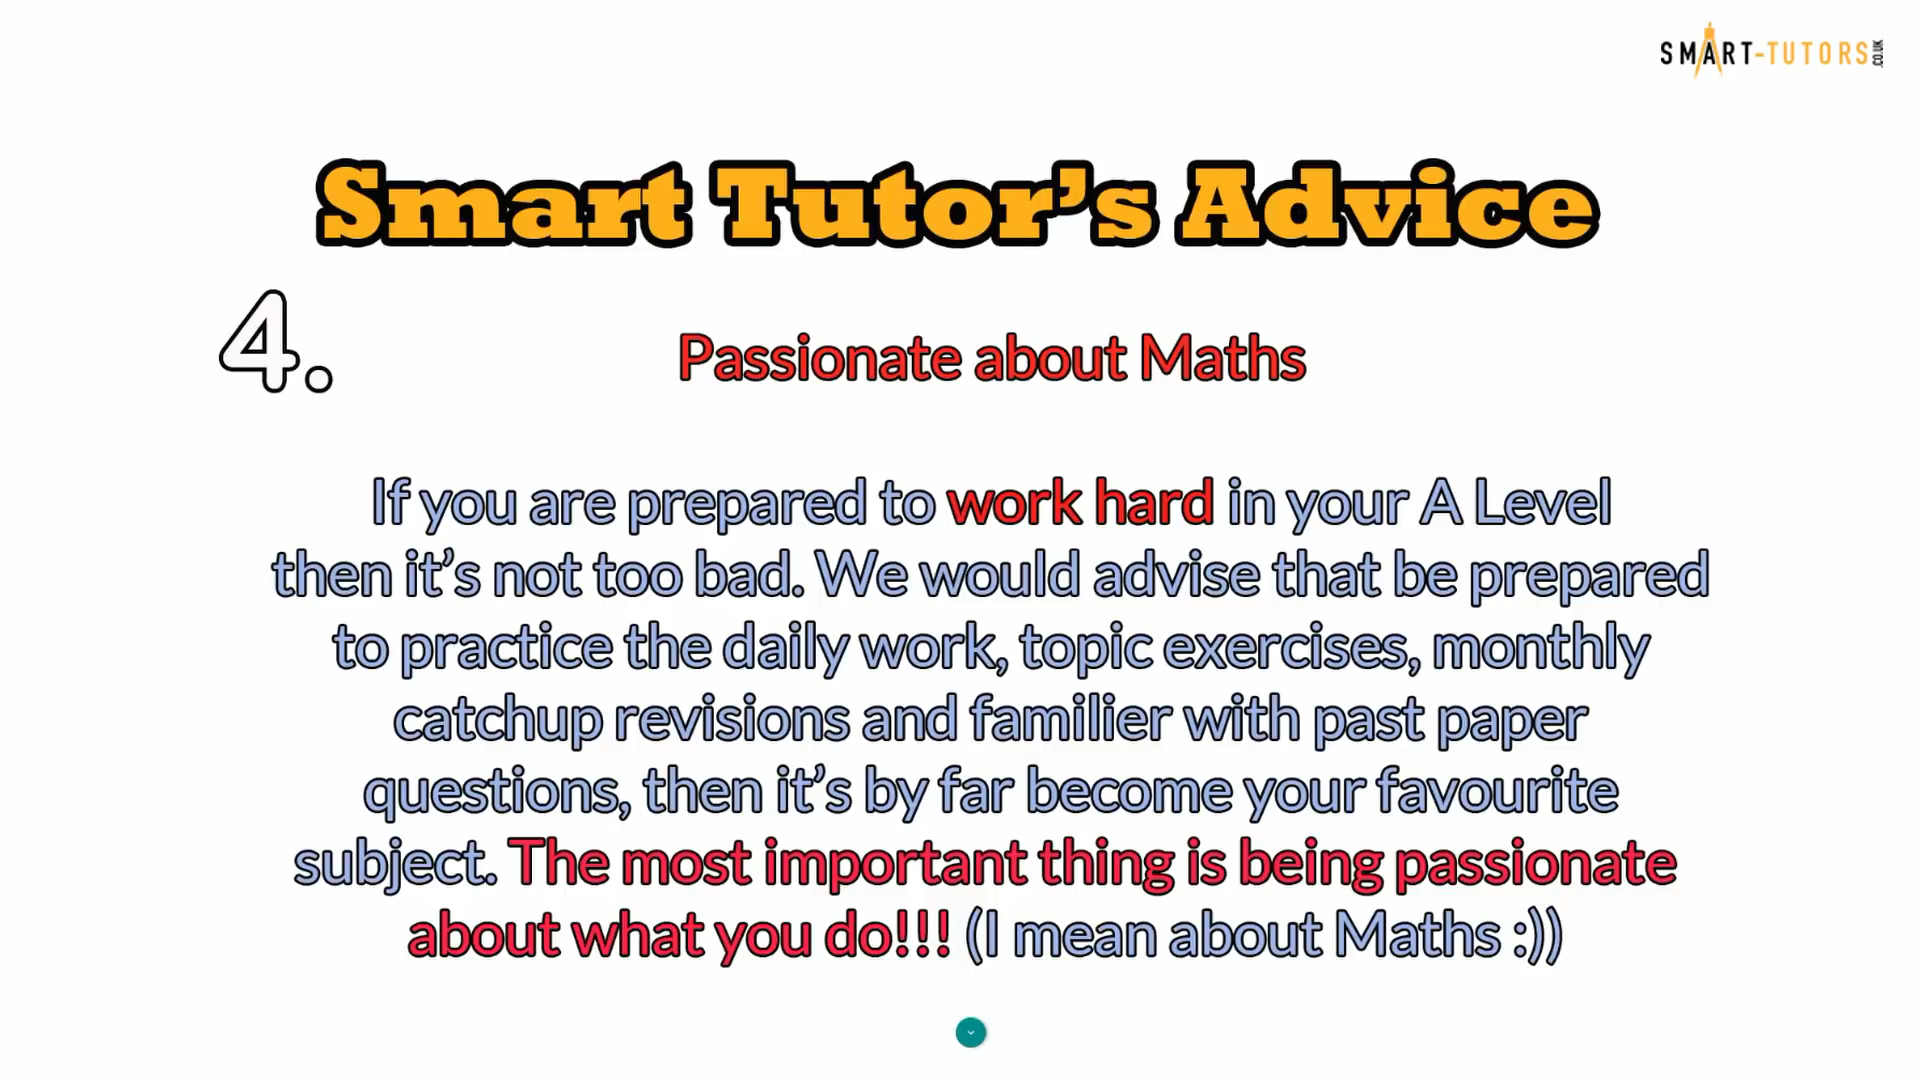 SMART-TUTORS.CO.UK
Smart Tutor’s Advice
4.
Passionate about Maths
If you are prepared to work hard in your A Level
then it’s not too bad. We would advise that be prepared
to practice the daily work, topic exercises, monthly
catchup revisions and familier with past paper
questions, then it’s by far become your favourite
subject. The most important thing is being passionate
about what you do!!! (I mean about Maths :))